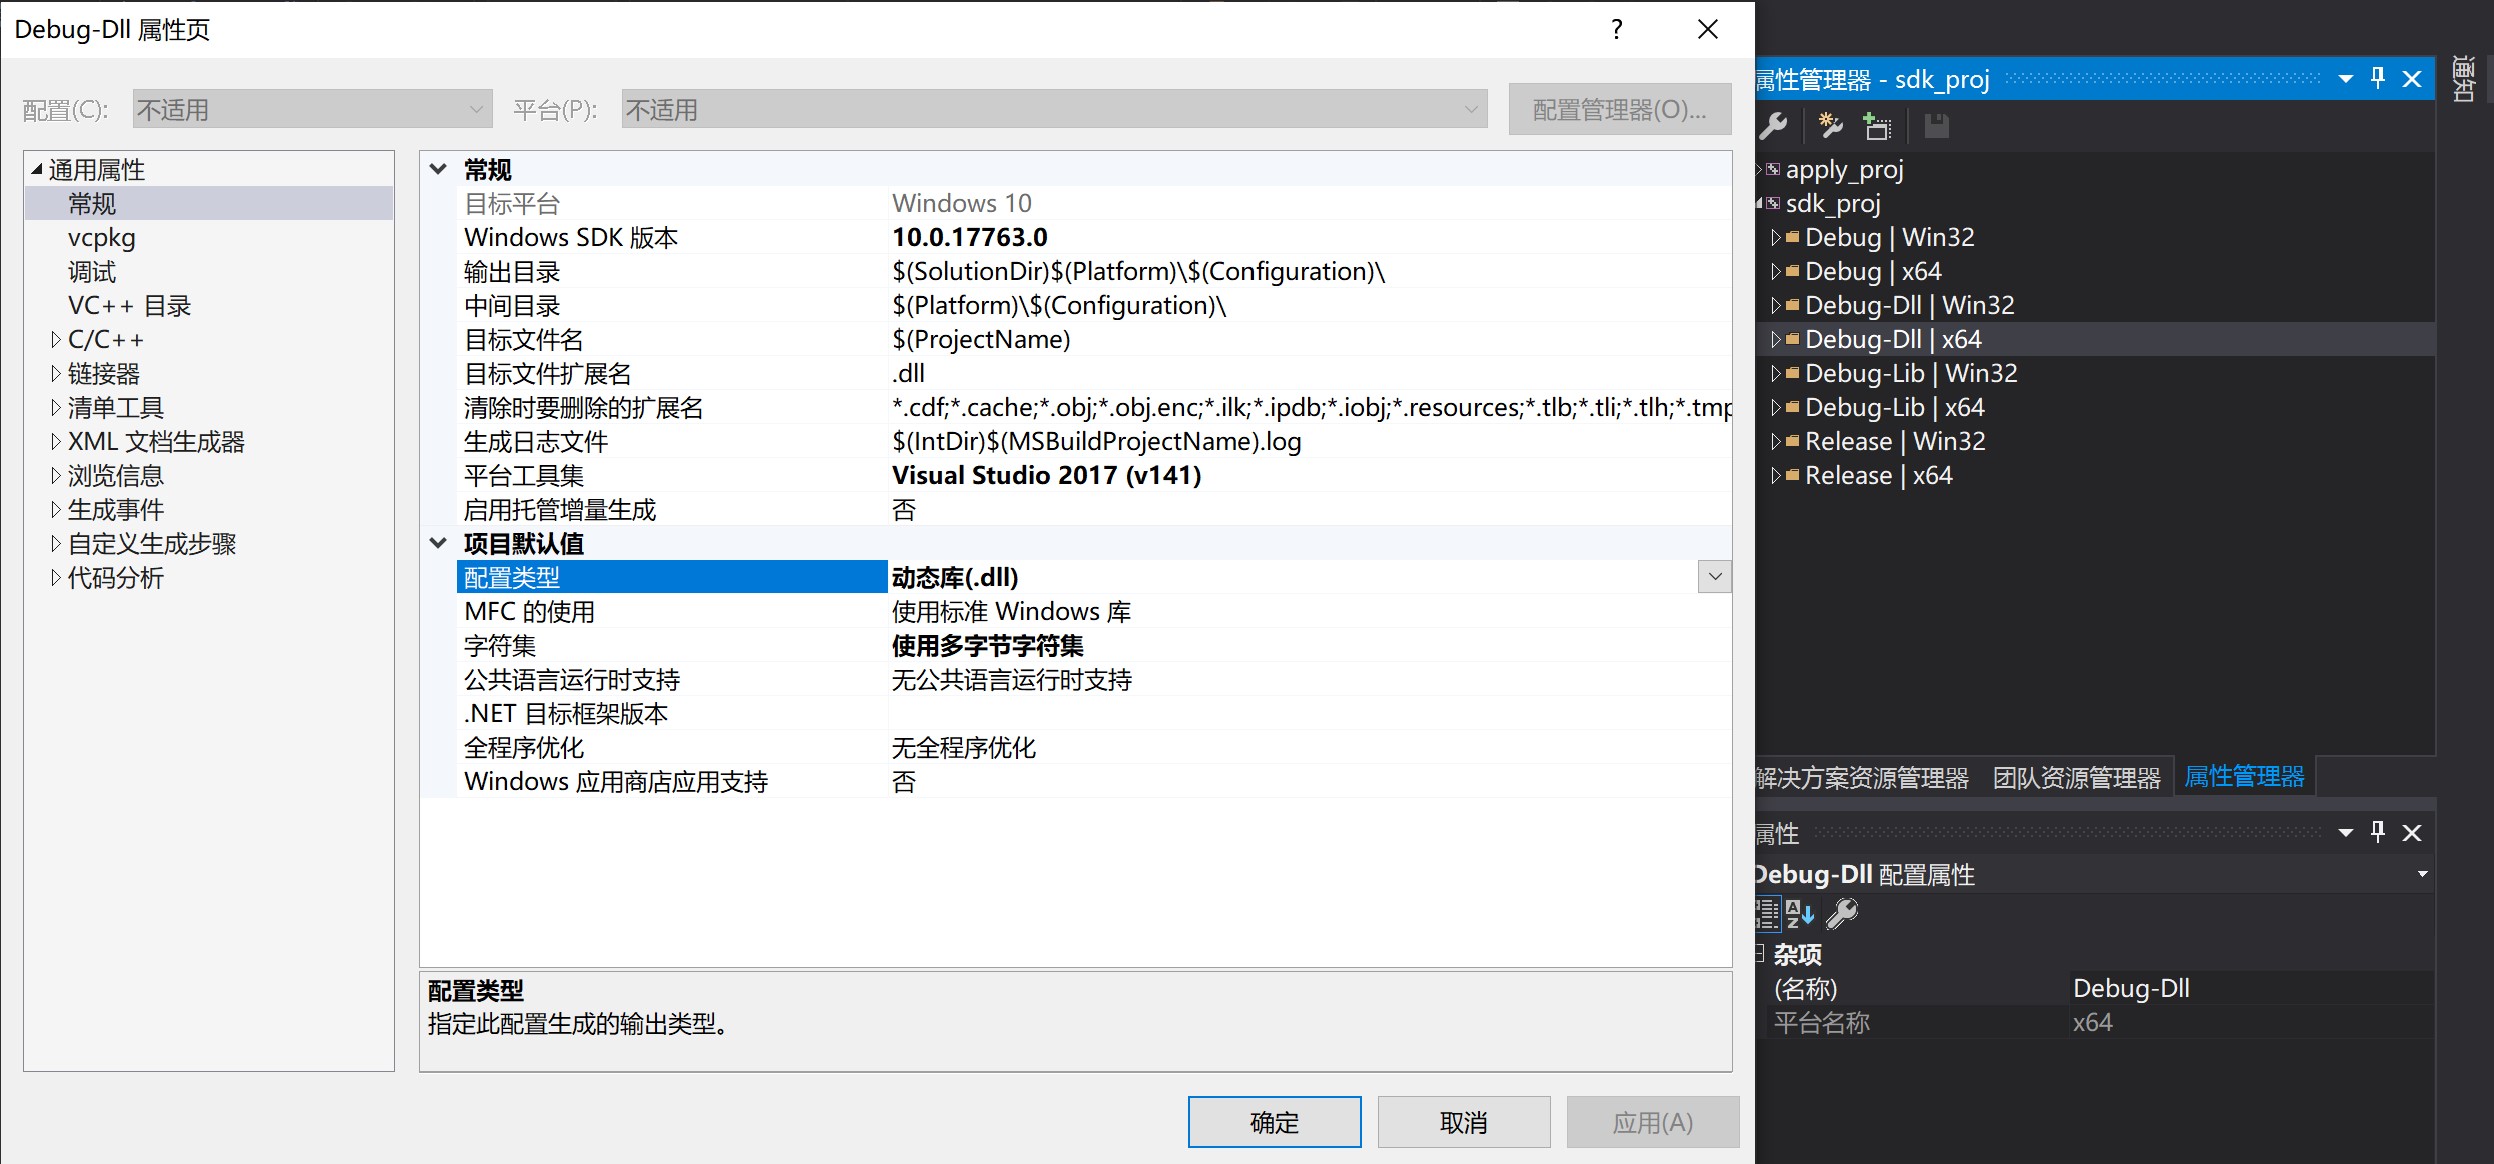 Debug-Dll 属性页
配置(C): 不适用 平台(P): 不适用 配置管理器(O)...
通用属性
常规
vcpkg
调试
VC++ 目录
C/C++
链接器
清单工具
XML 文档生成器
浏览信息
生成事件
自定义生成步骤
代码分析
常规
目标平台 Windows 10
Windows SDK 版本 10.0.17763.0
输出目录 $(SolutionDir)$(Platform)\$(Configuration)\
中间目录 $(Platform)\$(Configuration)\
目标文件名 $(ProjectName)
目标文件扩展名 .dll
清除时要删除的扩展名 *.cdf;*.cache;*.obj;*.obj.enc;*.ilk;*.ipdb;*.iobj;*.resources;*.tlb;*.tli;*.tlh;*.tmp
生成日志文件 $(IntDir)$(MSBuildProjectName).log
平台工具集 Visual Studio 2017 (v141)
启用托管增量生成 否
项目默认值
配置类型 动态库(.dll)
MFC 的使用 使用标准 Windows 库
字符集 使用多字节字符集
公共语言运行时支持 无公共语言运行时支持
.NET 目标框架版本
全程序优化 无全程序优化
Windows 应用商店应用支持 否
配置类型
指定此配置生成的输出类型。
确定 取消 应用(A)
属性管理器 - sdk_proj
apply_proj
sdk_proj
Debug | Win32
Debug | x64
Debug-Dll | Win32
Debug-Dll | x64
Debug-Lib | Win32
Debug-Lib | x64
Release | Win32
Release | x64
解决方案资源管理器 团队资源管理器 属性管理器
属性
Debug-Dll 配置属性
杂项
(名称) Debug-Dll
平台名称 x64
通知